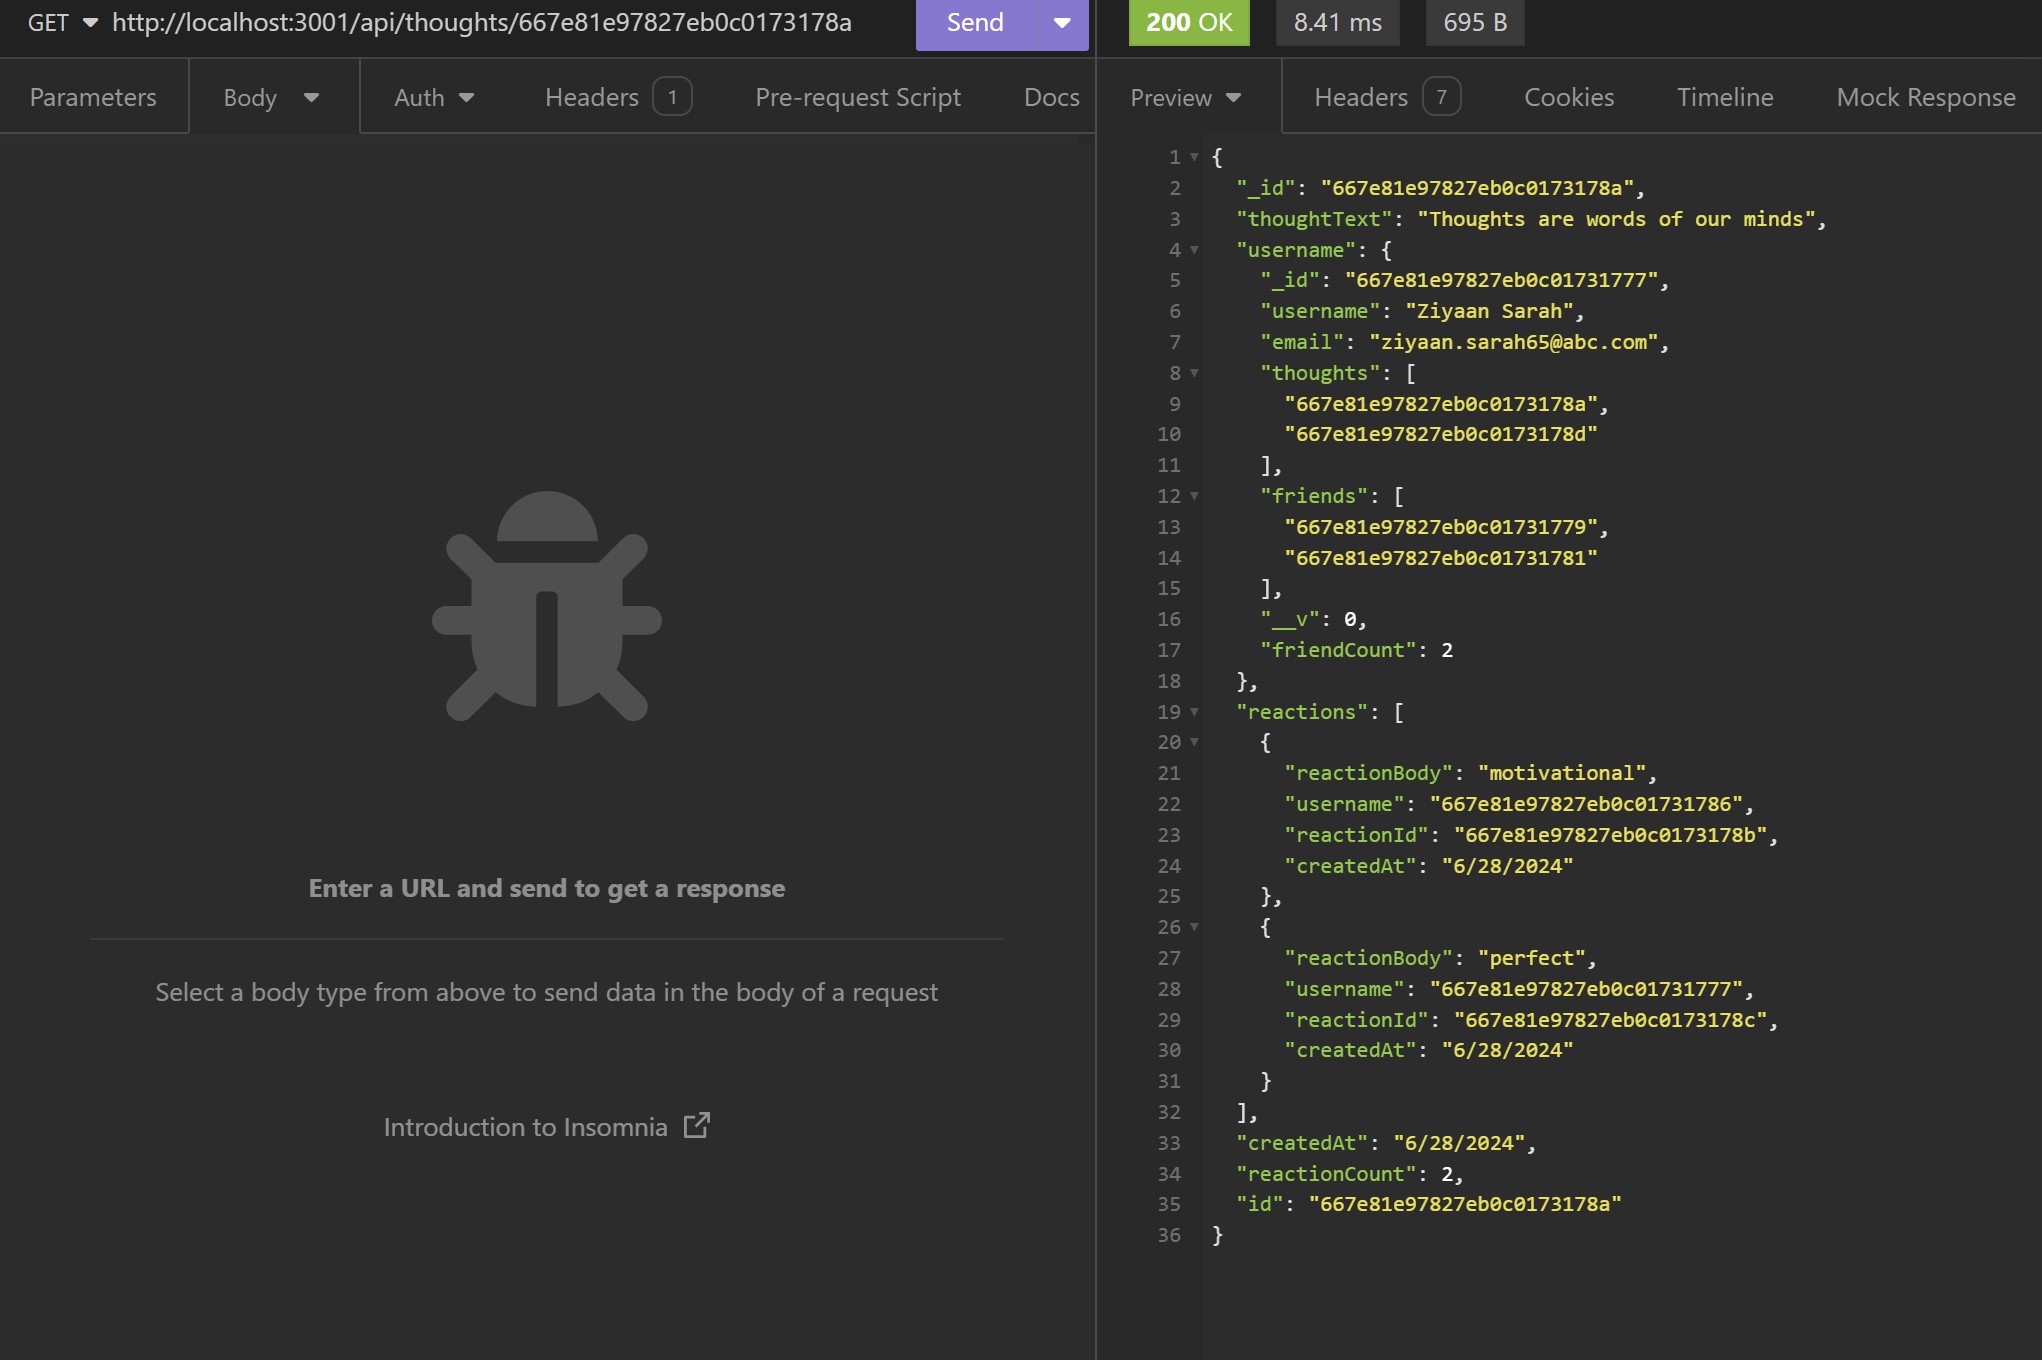 GET http://localhost:3001/api/thoughts/667e81e97827eb0c0173178a Send 200 OK 8.41 ms 695 B
Parameters Body Auth Headers 1 Pre-request Script Docs Preview Headers 7 Cookies Timeline Mock Response
Enter a URL and send to get a response
Select a body type from above to send data in the body of a request
Introduction to Insomnia
1 {
2 "_id": "667e81e97827eb0c0173178a",
3 "thoughtText": "Thoughts are words of our minds",
4 "username": {
5 "_id": "667e81e97827eb0c01731777",
6 "username": "Ziyaan Sarah",
7 "email": "ziyaan.sarah65@abc.com",
8 "thoughts": [
9 "667e81e97827eb0c0173178a",
10 "667e81e97827eb0c0173178d"
11 ],
12 "friends": [
13 "667e81e97827eb0c01731779",
14 "667e81e97827eb0c01731781"
15 ],
16 "__v": 0,
17 "friendCount": 2
18 },
19 "reactions": [
20 {
21 "reactionBody": "motivational",
22 "username": "667e81e97827eb0c01731786",
23 "reactionId": "667e81e97827eb0c0173178b",
24 "createdAt": "6/28/2024"
25 },
26 {
27 "reactionBody": "perfect",
28 "username": "667e81e97827eb0c01731777",
29 "reactionId": "667e81e97827eb0c0173178c",
30 "createdAt": "6/28/2024"
31 }
32 ],
33 "createdAt": "6/28/2024",
34 "reactionCount": 2,
35 "id": "667e81e97827eb0c0173178a"
36 }